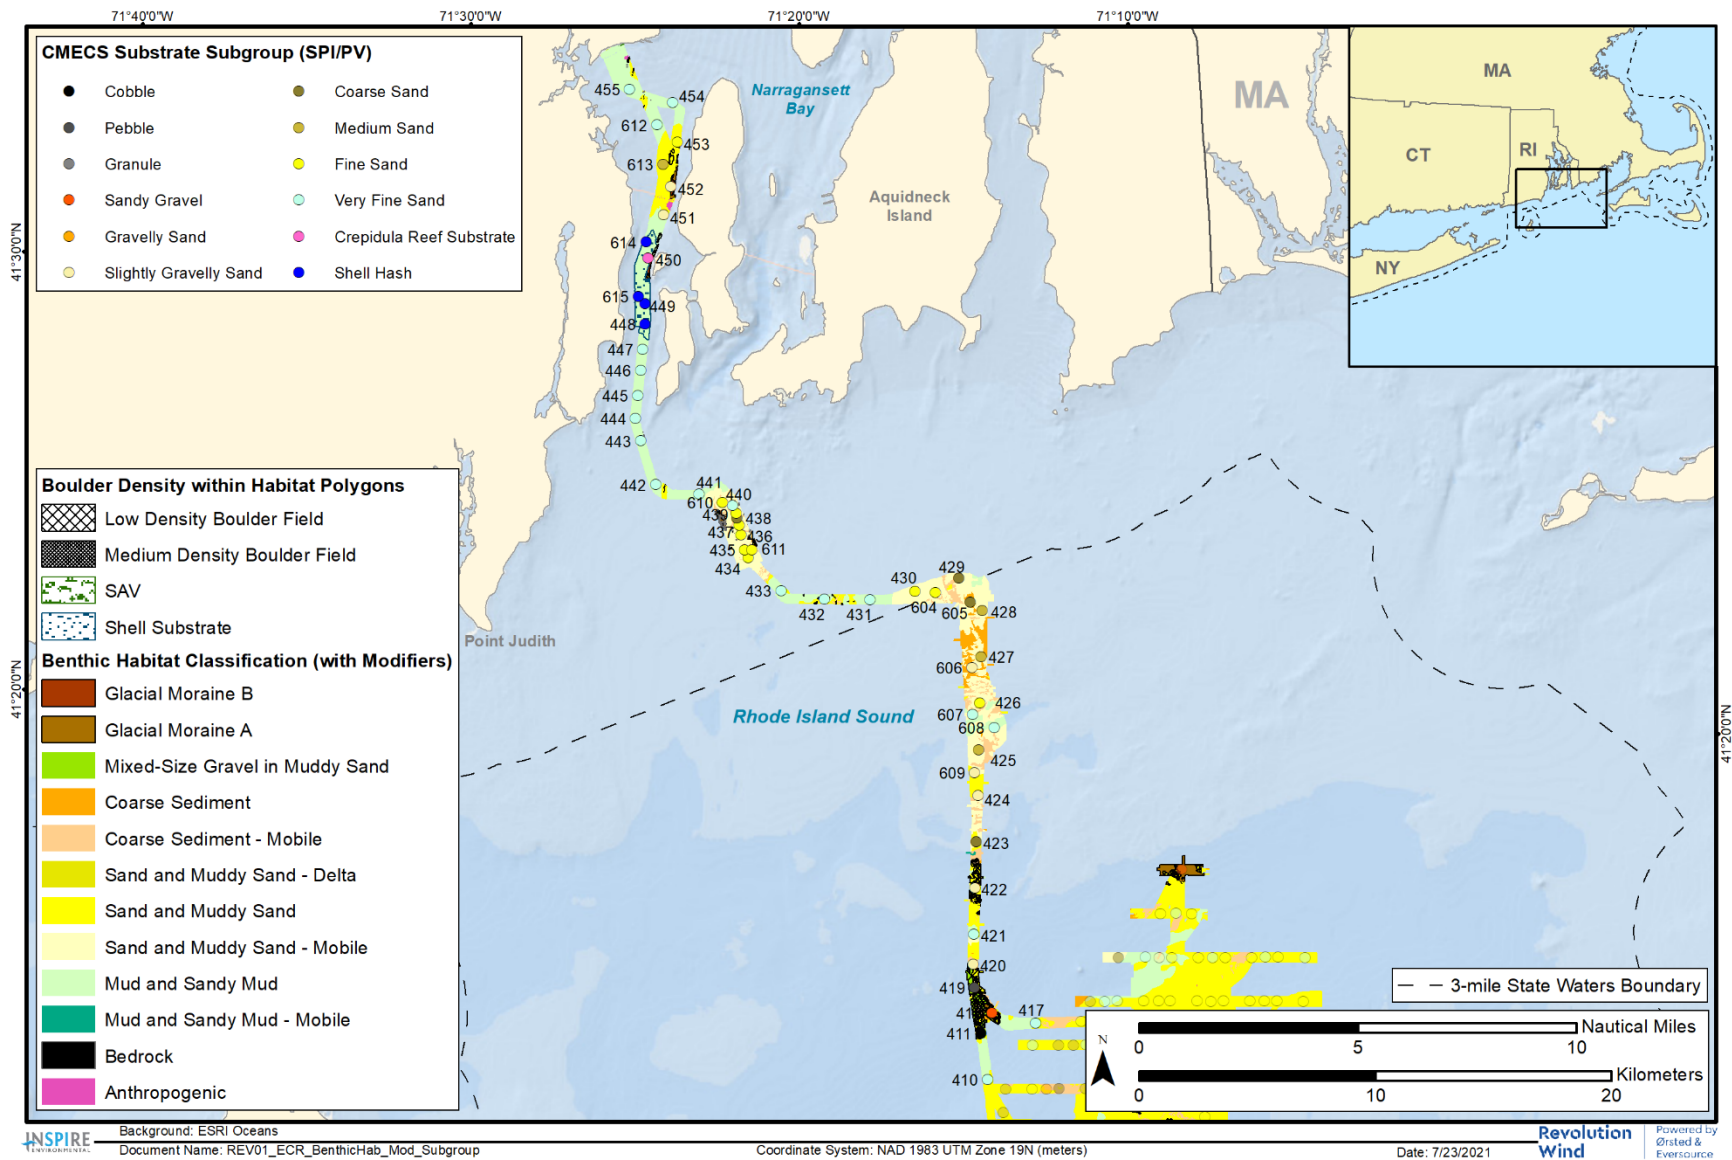 71°40'0"W
71°30'0"W
71°20'0"W
71°10'0"W
CMECS Substrate Subgroup (SPI/PV)
Cobble
Coarse Sand
Pebble
Medium Sand
Granule
Fine Sand
Sandy Gravel
Very Fine Sand
Gravelly Sand
Crepidula Reef Substrate
Slightly Gravelly Sand
Shell Hash
Narragansett
Bay
MA
Aquidneck
Island
MA
CT
RI
NY
41°30'0"N
455
454
612
453
613
452
451
614
450
615
449
448
447
446
445
444
443
442
441
610
440
439
438
437
436
435
611
434
433
432
431
430
429
604
605
428
427
606
426
607
608
425
609
424
423
422
421
420
419
41
417
411
410
Boulder Density within Habitat Polygons
Low Density Boulder Field
Medium Density Boulder Field
SAV
Shell Substrate
Benthic Habitat Classification (with Modifiers)
Glacial Moraine B
Glacial Moraine A
Mixed-Size Gravel in Muddy Sand
Coarse Sediment
Coarse Sediment - Mobile
Sand and Muddy Sand - Delta
Sand and Muddy Sand
Sand and Muddy Sand - Mobile
Mud and Sandy Mud
Mud and Sandy Mud - Mobile
Bedrock
Anthropogenic
Point Judith
Rhode Island Sound
41°20'0"N
41°20'0"N
3-mile State Waters Boundary
N
Nautical Miles
0 5 10
Kilometers
0 10 20
INSPIRE
ENVIRONMENTAL
Background: ESRI Oceans
Document Name: REV01_ECR_BenthicHab_Mod_Subgroup
Coordinate System: NAD 1983 UTM Zone 19N (meters)
Date: 7/23/2021
Revolution
Wind
Powered by
Ørsted &
Eversource